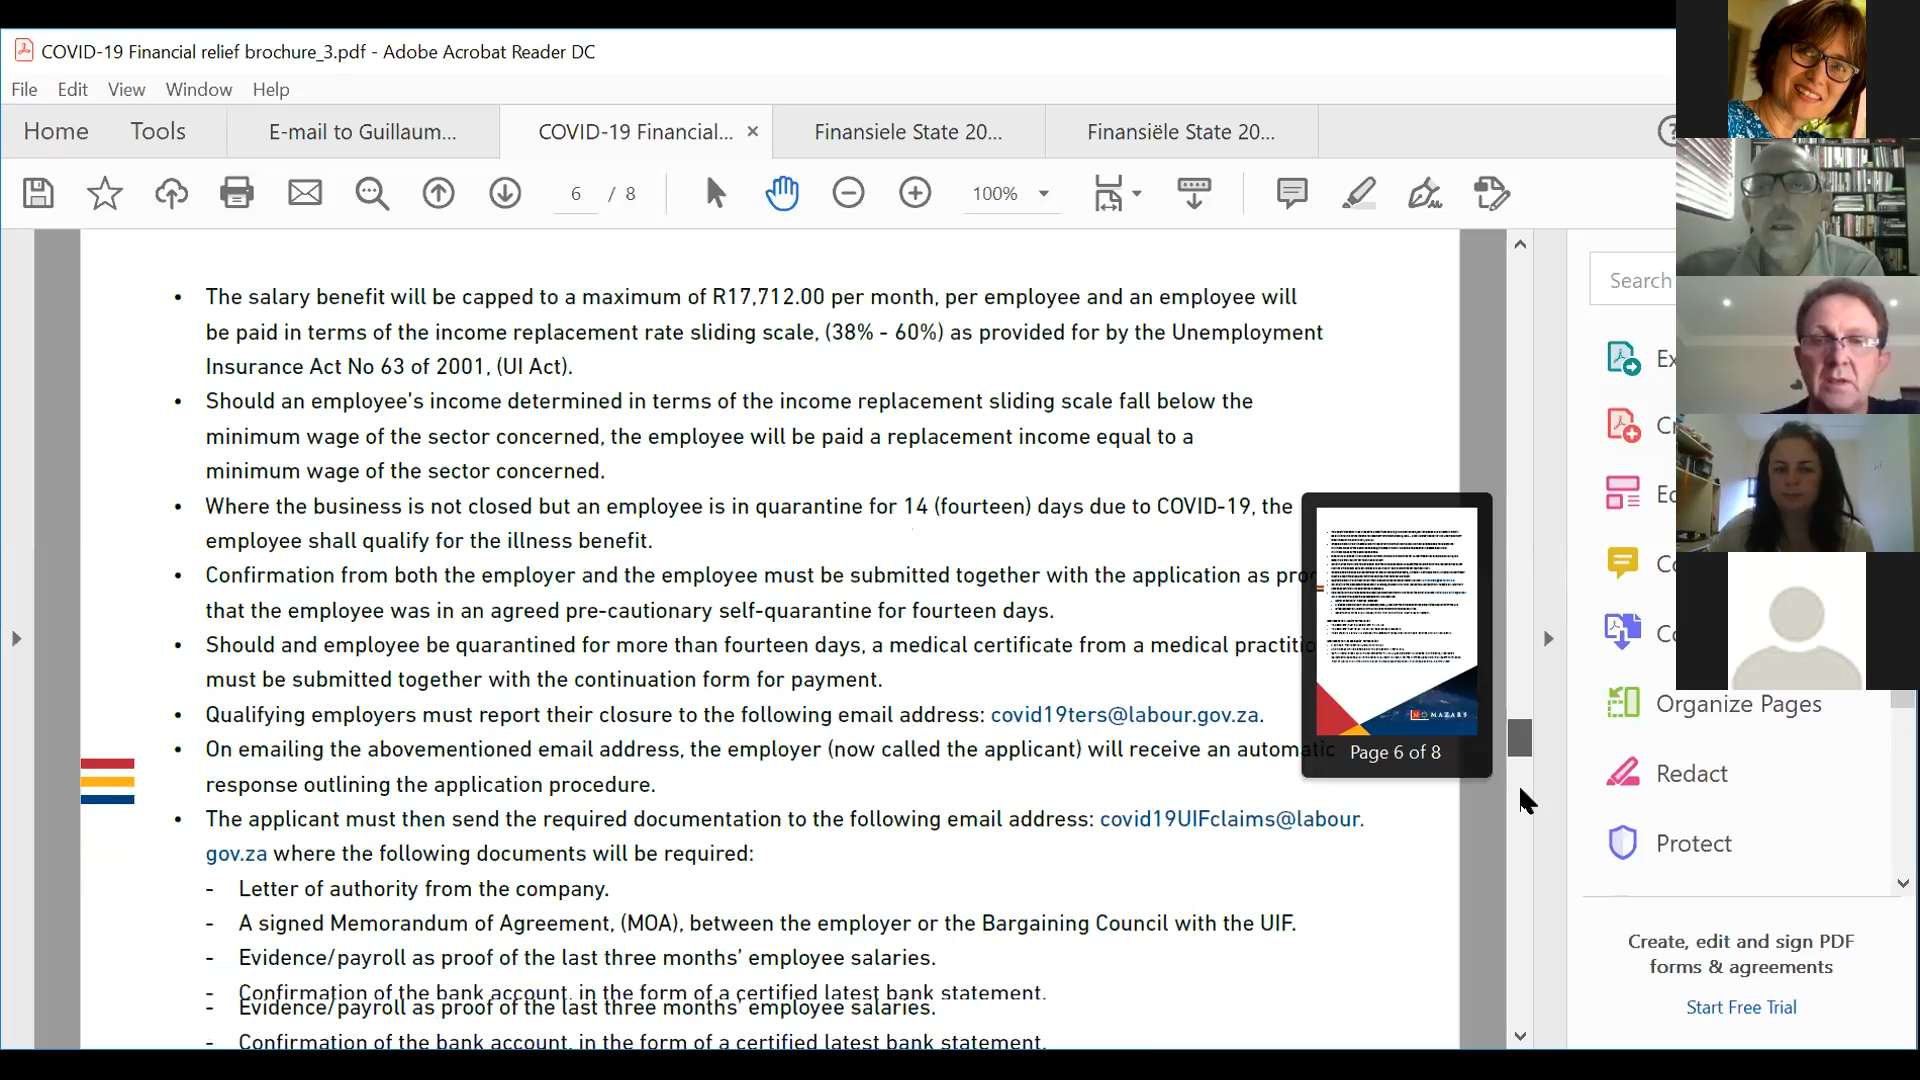 COVID-19 Financial relief brochure_3.pdf - Adobe Acrobat Reader DC
File Edit View Window Help
Home Tools E-mail to Guillaum... COVID-19 Financial... × Finansiele State 20... Finansiële State 20...
6 / 8 100%
Search
• The salary benefit will be capped to a maximum of R17,712.00 per month, per employee and an employee will
be paid in terms of the income replacement rate sliding scale, (38% - 60%) as provided for by the Unemployment
Insurance Act No 63 of 2001, (UI Act).
• Should an employee's income determined in terms of the income replacement sliding scale fall below the
minimum wage of the sector concerned, the employee will be paid a replacement income equal to a
minimum wage of the sector concerned.
• Where the business is not closed but an employee is in quarantine for 14 (fourteen) days due to COVID-19, the
employee shall qualify for the illness benefit.
• Confirmation from both the employer and the employee must be submitted together with the application as pro
that the employee was in an agreed pre-cautionary self-quarantine for fourteen days.
• Should and employee be quarantined for more than fourteen days, a medical certificate from a medical practitio
must be submitted together with the continuation form for payment.
• Qualifying employers must report their closure to the following email address: covid19ters@labour.gov.za.
• On emailing the abovementioned email address, the employer (now called the applicant) will receive an automatic
response outlining the application procedure.
• The applicant must then send the required documentation to the following email address: covid19UIFclaims@labour.
gov.za where the following documents will be required:
- Letter of authority from the company.
- A signed Memorandum of Agreement, (MOA), between the employer or the Bargaining Council with the UIF.
- Evidence/payroll as proof of the last three months' employee salaries.
- Confirmation of the bank account, in the form of a certified latest bank statement.
- Evidence/payroll as proof of the last three months' employee salaries.
- Confirmation of the bank account, in the form of a certified latest bank statement.
MAZARS
Page 6 of 8
Ex
Cr
Ed
Co
Co
Organize Pages
Redact
Protect
Create, edit and sign PDF
forms & agreements
Start Free Trial